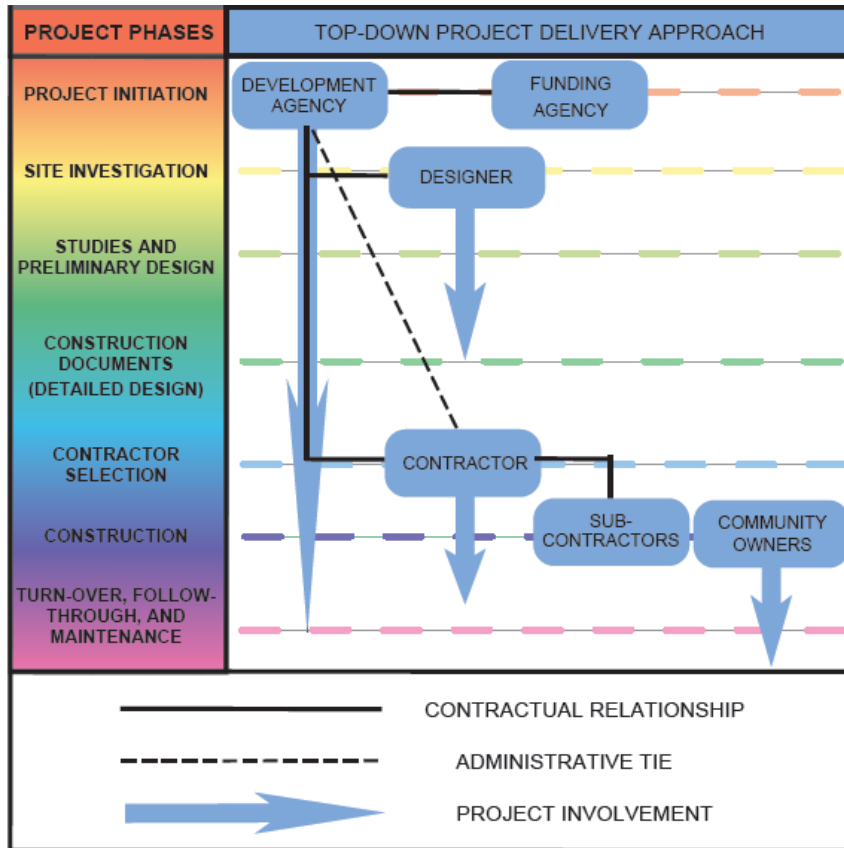 PROJECT PHASES
TOP-DOWN PROJECT DELIVERY APPROACH
PROJECT INITIATION
DEVELOPMENT
AGENCY
FUNDING
AGENCY
SITE INVESTIGATION
DESIGNER
STUDIES AND
PRELIMINARY DESIGN
CONSTRUCTION
DOCUMENTS
(DETAILED DESIGN)
CONTRACTOR
SELECTION
CONTRACTOR
CONSTRUCTION
SUB-
CONTRACTORS
COMMUNITY
OWNERS
TURN-OVER, FOLLOW-
THROUGH, AND
MAINTENANCE
CONTRACTUAL RELATIONSHIP
ADMINISTRATIVE TIE
PROJECT INVOLVEMENT